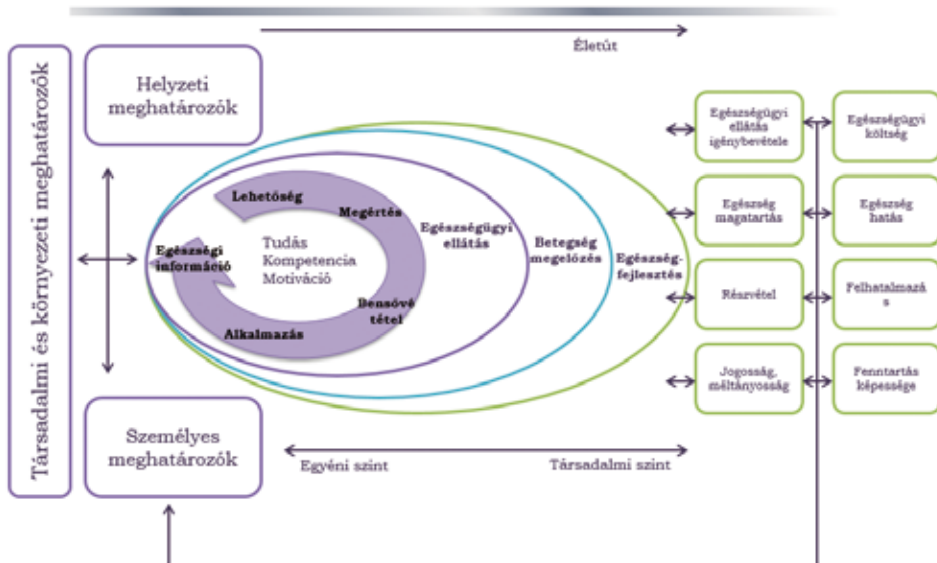 Életút
Társadalmi és környezeti meghatározók
Helyzeti
meghatározók
Személyes
meghatározók
Lehetőség
Megértés
Egészségi
információ
Tudás
Kompetencia
Motiváció
Bensővé
tétel
Alkalmazás
Egészségügyi
ellátás
Betegség
megelőzés
Egészség-
fejlesztés
Egészségügyi
ellátás
igénybevétele
Egészségügyi
költség
Egészség
magatartás
Egészség
hatás
Részvétel
Felhatalmazá
s
Jogosság,
méltányosság
Fenntartás
képessége
Egyéni szint
Társadalmi szint